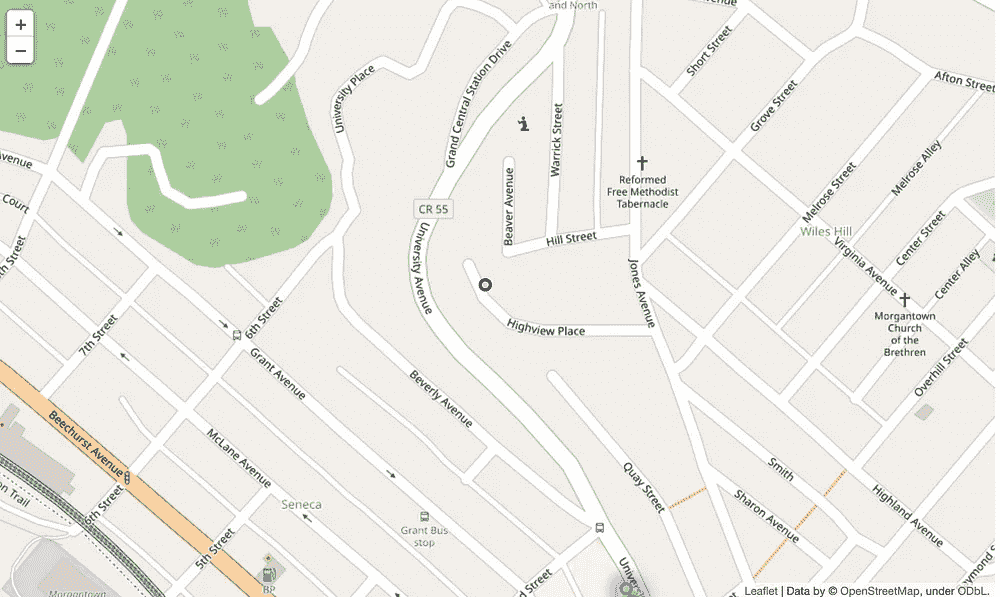 +
−
and North
Avenue
Short Street
Afton Street
University Place
Grand Central Station Drive
Grove Street
Warrick Street
Melrose Alley
Reformed
Free Methodist
Tabernacle
Avenue
Court
Beaver Avenue
Melrose Street
CR 55
Hill Street
Center Street
Wiles Hill
Virginia Avenue
University Avenue
Jones Avenue
Center Alley
6th Street
7th Street
Highview Place
Morgantown
Church
of the
Brethren
Grant Avenue
Overhill Street
Beverly Avenue
Beechurst Avenue
McLane Avenue
Quay Street
Smith
Sharon Avenue
Highland Avenue
6th Street
Seneca
Trail
Grant Bus
stop
5th Street
BP
Street
Morgantown
Leaflet | Data by © OpenStreetMap, under ODbL.